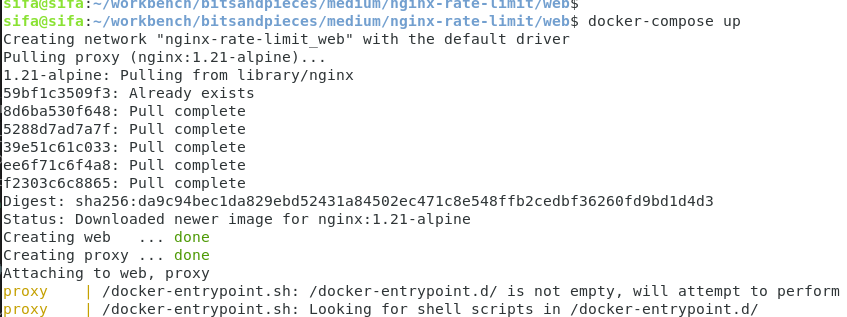 sifa@sifa:~/workbench/bitsandpieces/medium/nginx-rate-limit/web$
sifa@sifa:~/workbench/bitsandpieces/medium/nginx-rate-limit/web$ docker-compose up
Creating network "nginx-rate-limit_web" with the default driver
Pulling proxy (nginx:1.21-alpine)...
1.21-alpine: Pulling from library/nginx
59bf1c3509f3: Already exists
8d6ba530f648: Pull complete
5288d7ad7a7f: Pull complete
39e51c61c033: Pull complete
ee6f71c6f4a8: Pull complete
f2303c6c8865: Pull complete
Digest: sha256:da9c94bec1da829ebd52431a84502ec471c8e548ffb2cedbf36260fd9bd1d4d3
Status: Downloaded newer image for nginx:1.21-alpine
Creating web   ... done
Creating proxy ... done
Attaching to web, proxy
proxy    | /docker-entrypoint.sh: /docker-entrypoint.d/ is not empty, will attempt to perform
proxy    | /docker-entrypoint.sh: Looking for shell scripts in /docker-entrypoint.d/